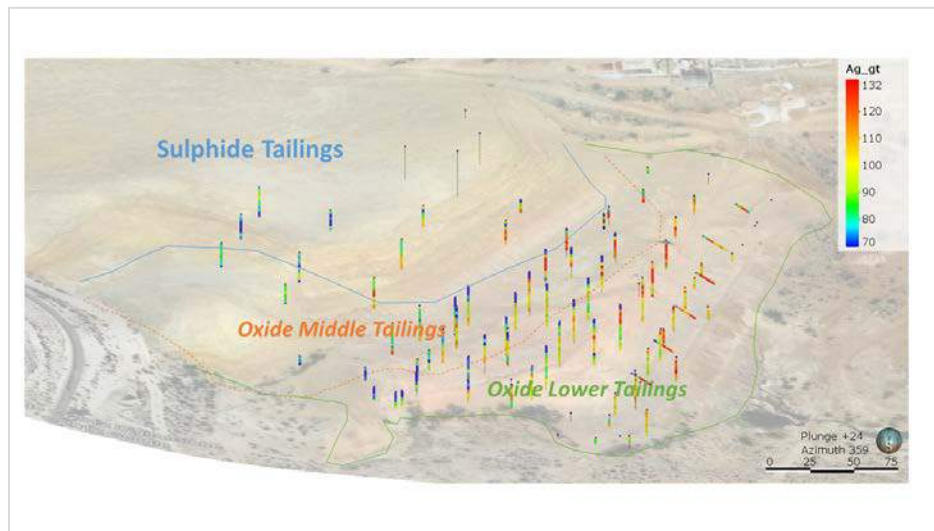 Ag_gt
132
120
110
100
90
80
70
Sulphide Tailings
Oxide Middle Tailings
Oxide Lower Tailings
Plunge +24
Azimuth 359
0 25 50 75